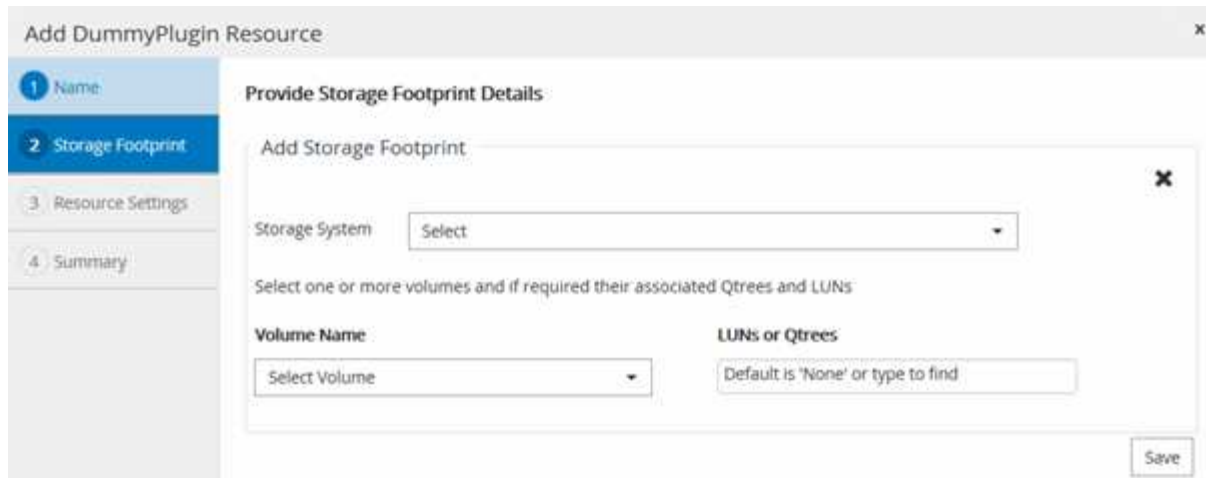 Add DummyPlugin Resource
x
1 Name
2 Storage Footprint
3 Resource Settings
4 Summary
Provide Storage Footprint Details
Add Storage Footprint
Storage System Select
Select one or more volumes and if required their associated Qtrees and LUNs
Volume Name LUNs or Qtrees
Select Volume Default is 'None' or type to find
Save